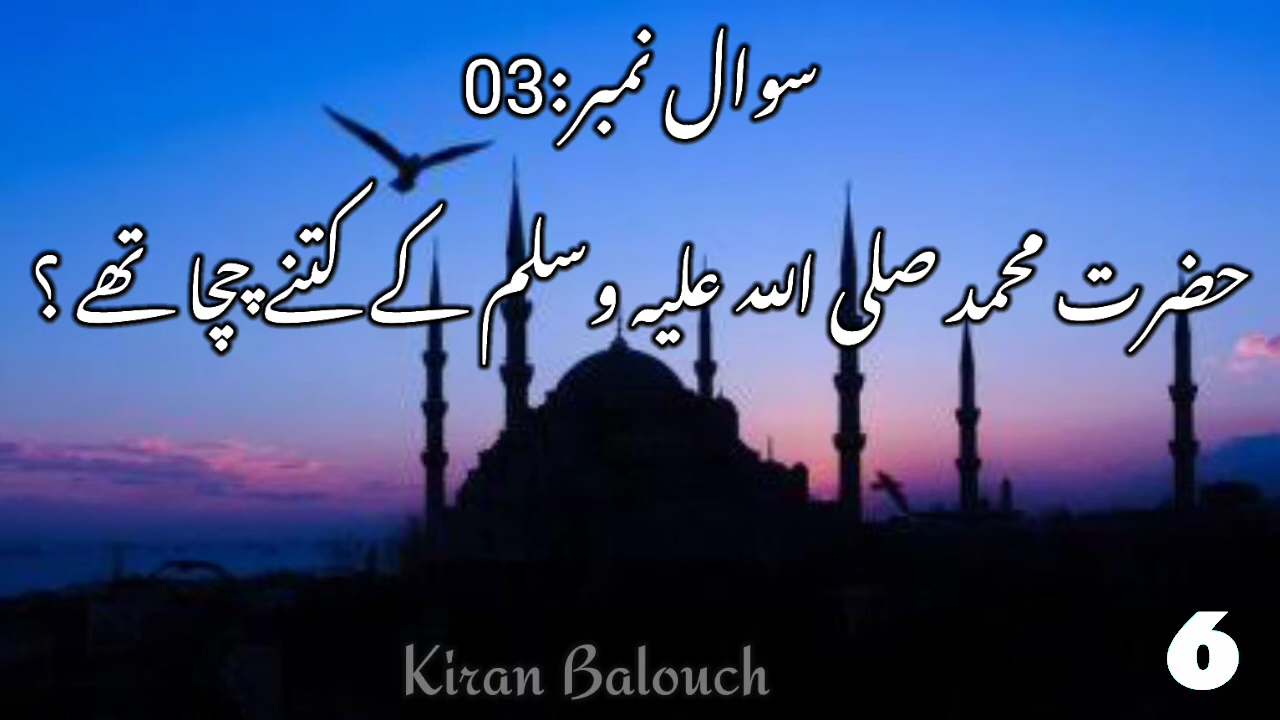 سوال نمبر:03
حضرت محمد صلی اللہ علیہ وسلم کے کتنے چچا تھے ؟
Kiran Balouch
6